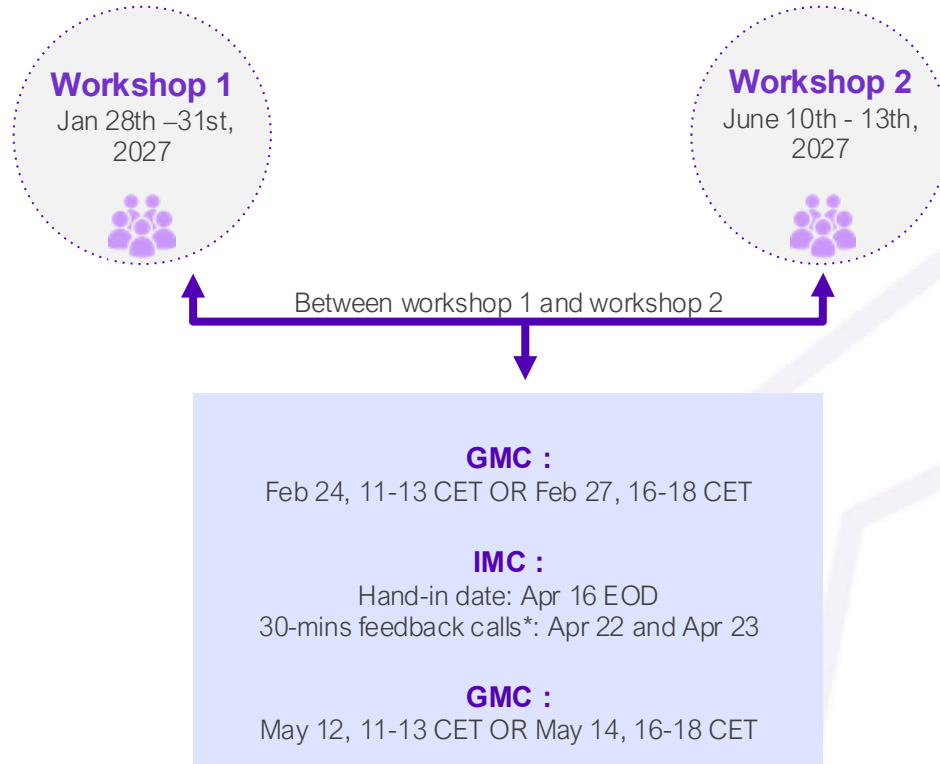 Workshop 1
Jan 28th –31st,
2027
Workshop 2
June 10th - 13th,
2027
Between workshop 1 and workshop 2
GMC :
Feb 24, 11-13 CET OR Feb 27, 16-18 CET
IMC :
Hand-in date: Apr 16 EOD
30-mins feedback calls*: Apr 22 and Apr 23
GMC :
May 12, 11-13 CET OR May 14, 16-18 CET